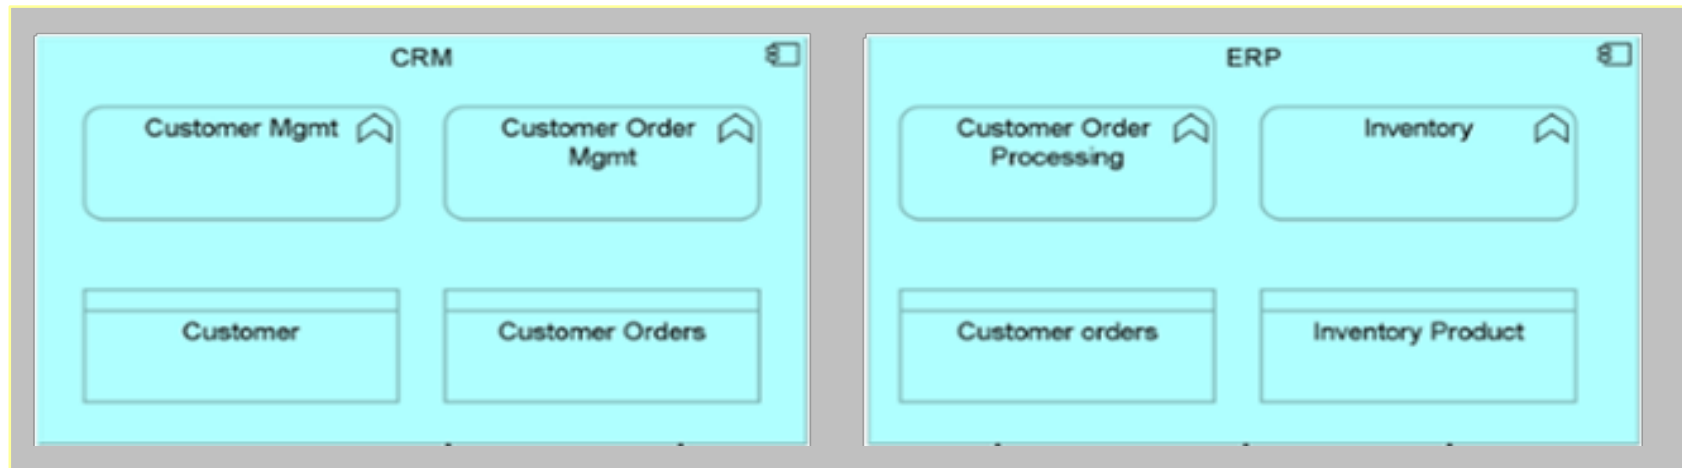 CRM
Customer Mgmt
Customer Order
Mgmt
Customer
Customer Orders
ERP
Customer Order
Processing
Inventory
Customer orders
Inventory Product